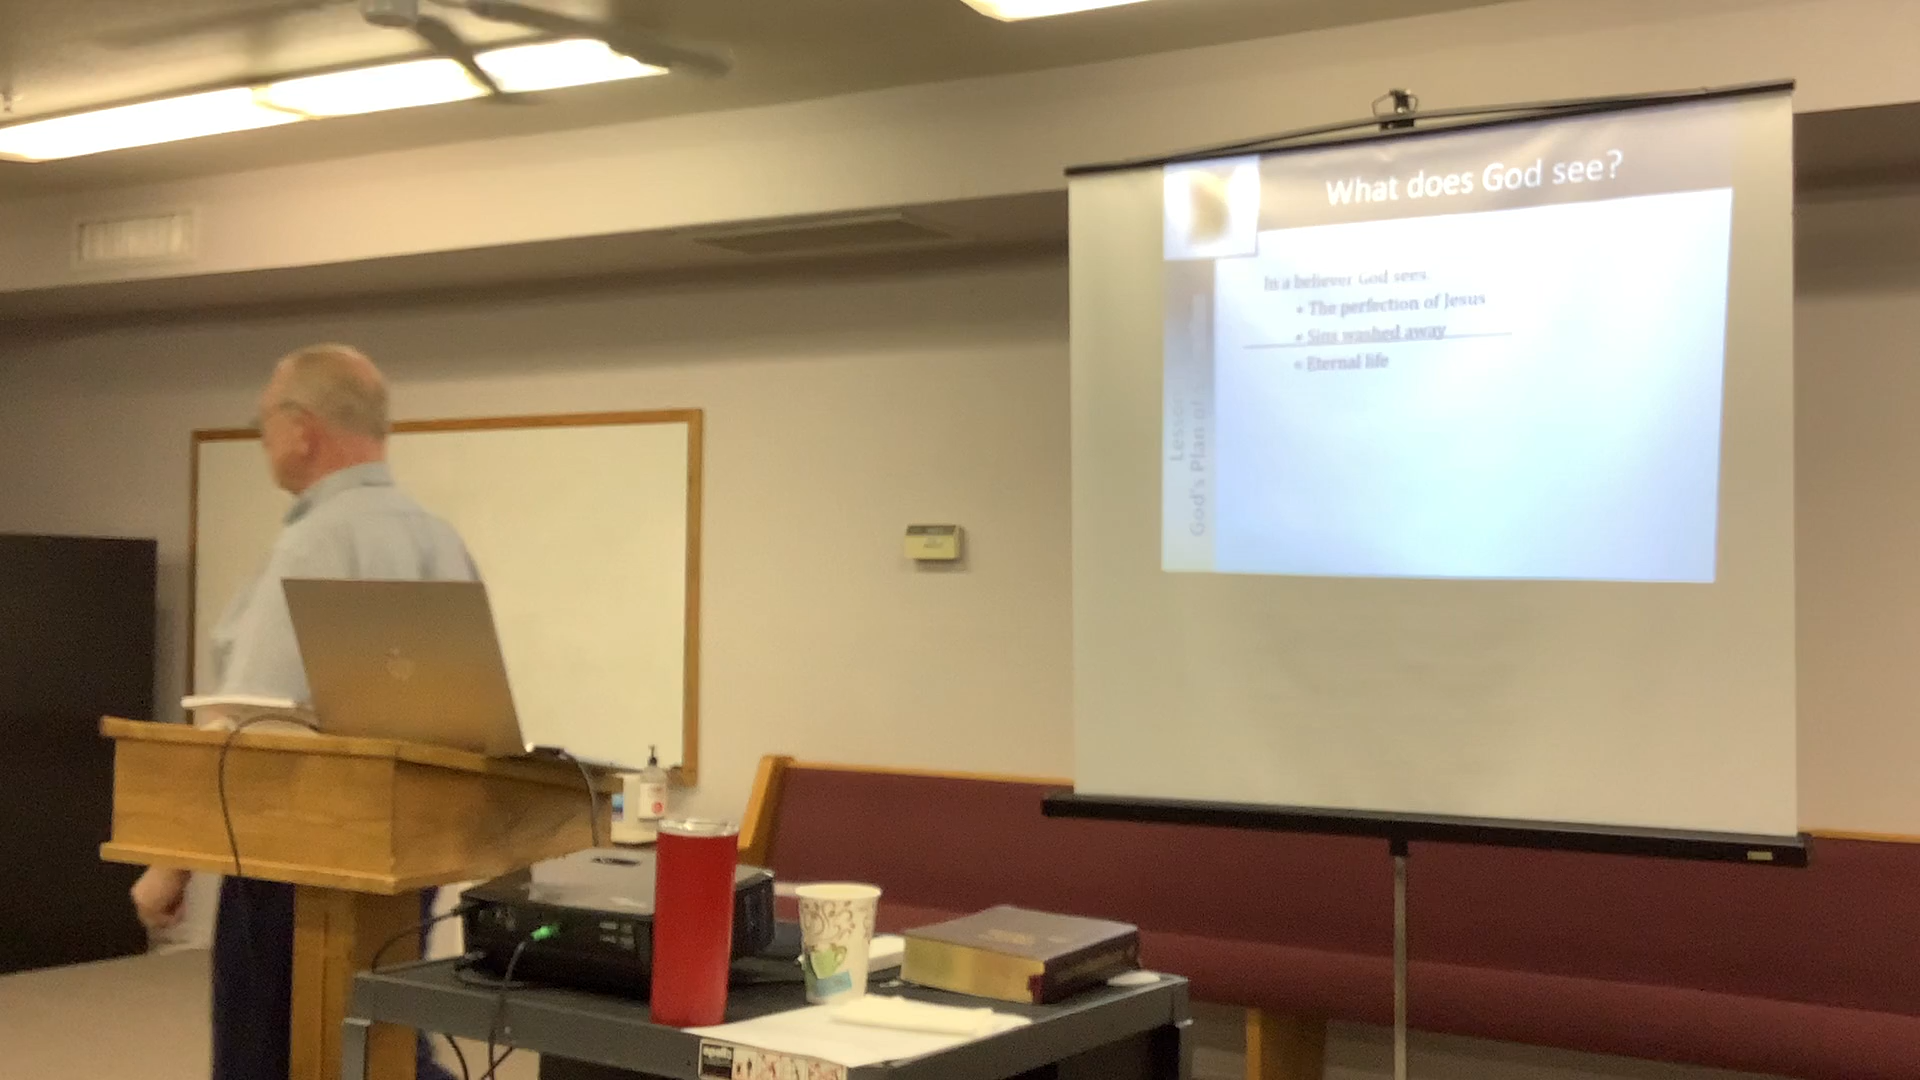 What does God see?
In a believer God sees
• The perfection of Jesus
• Sins washed away
• Eternal life
Lesson
God's Plan of